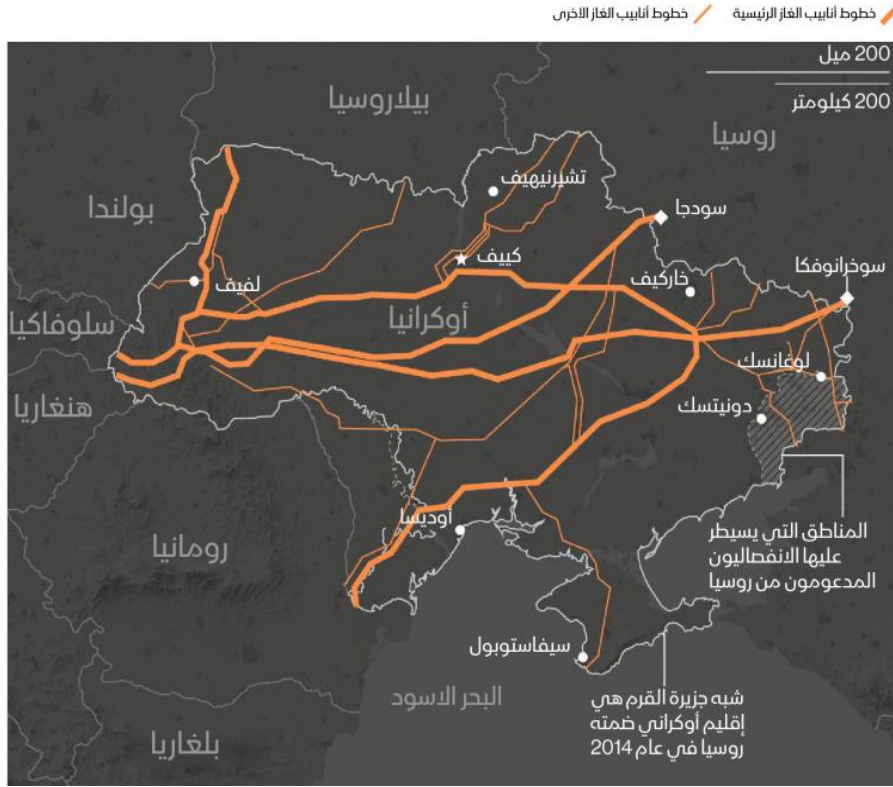 خطوط أنابيب الغاز الرئيسية
خطوط أنابيب الغاز الأخرى
200 ميل
200 كيلومتر
بيلاروسيا
روسيا
بولندا
تشيرنيهيف
سودجا
كييف
خاركيف
سوخرانوفكا
لفيف
أوكرانيا
سلوفاكيا
لوغانسك
هنغاريا
دونيتسك
أوديسا
رومانيا
المناطق التي يسيطر
عليها الانفصاليون
المدعومون من روسيا
سيفاستوبول
البحر الاسود
شبه جزيرة القرم هي
إقليم أوكراني ضمته
روسيا في عام 2014
بلغاريا